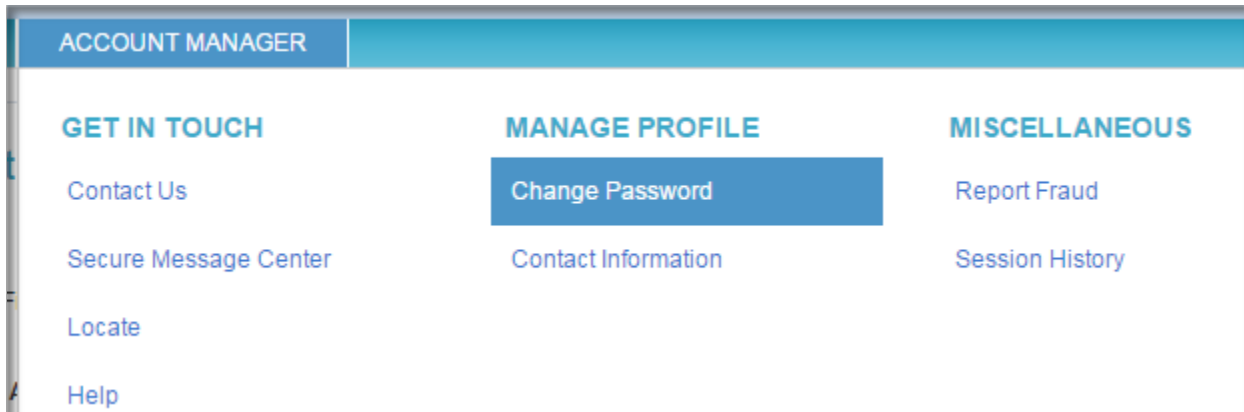 ACCOUNT MANAGER
GET IN TOUCH
Contact Us
Secure Message Center
Locate
Help
MANAGE PROFILE
Change Password
Contact Information
MISCELLANEOUS
Report Fraud
Session History